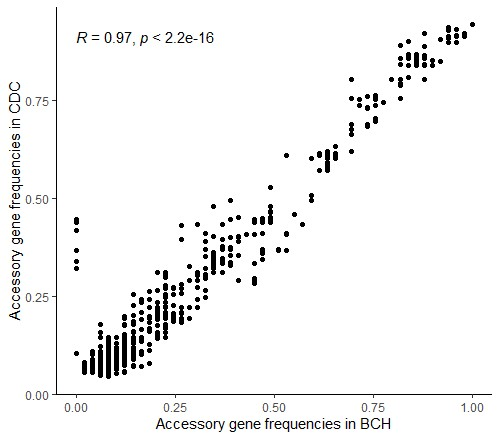 R = 0.97, p < 2.2e-16
Accessory gene frequencies in CDC
0.75
0.50
0.25
0.00
0.00 0.25 0.50 0.75 1.00
Accessory gene frequencies in BCH